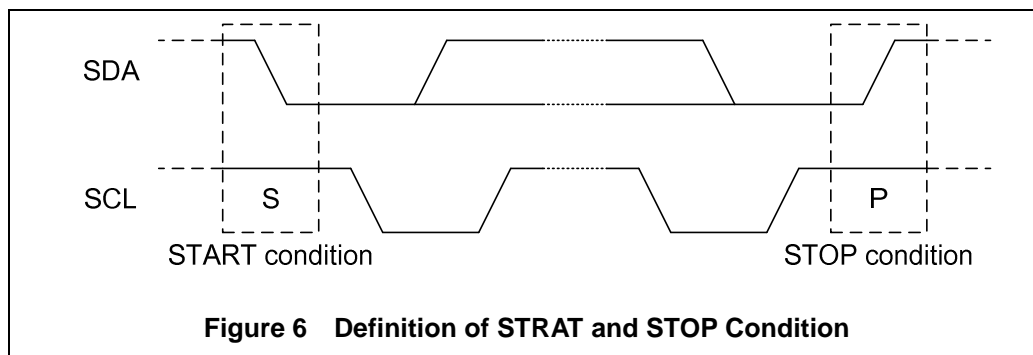 SDA
SCL
S
P
START condition
STOP condition
Figure 6 Definition of STRAT and STOP Condition